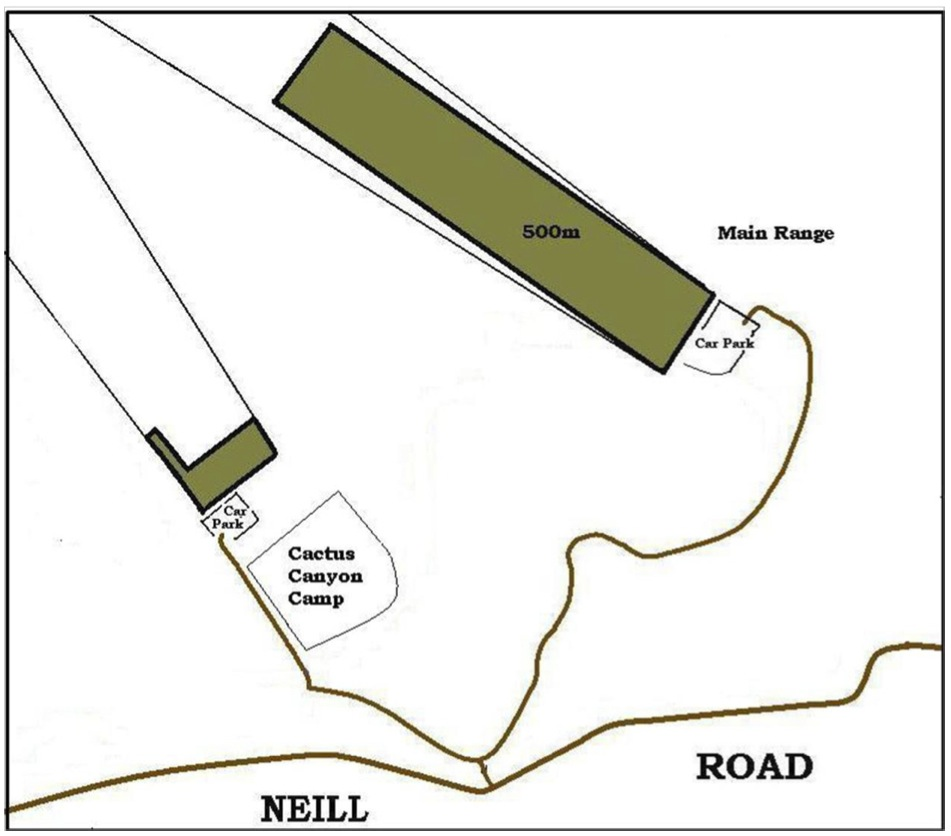 500m
Main Range
Car Park
Car
Park
Cactus
Canyon
Camp
ROAD
NEILL